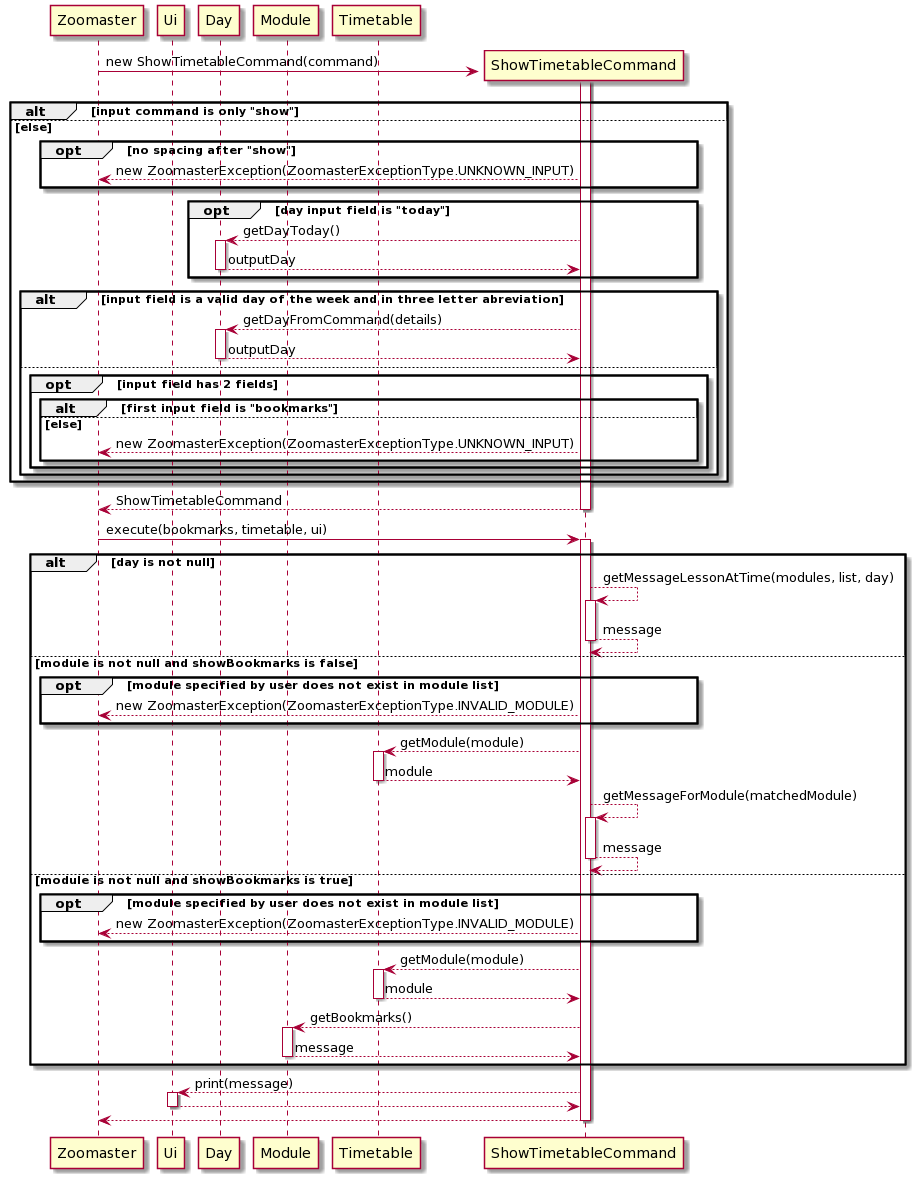 Zoomaster Ui Day Module Timetable
new ShowTimetableCommand(command)
ShowTimetableCommand
alt [input command is only "show"]
[else]
opt [no spacing after "show"]
new ZoomasterException(ZoomasterExceptionType.UNKNOWN_INPUT)
opt [day input field is "today"]
getDayToday()
outputDay
alt [input field is a valid day of the week and in three letter abreviation]
getDayFromCommand(details)
outputDay
opt [input field has 2 fields]
alt [first input field is "bookmarks"]
[else]
new ZoomasterException(ZoomasterExceptionType.UNKNOWN_INPUT)
ShowTimetableCommand
execute(bookmarks, timetable, ui)
alt [day is not null]
getMessageLessonAtTime(modules, list, day)
message
[module is not null and showBookmarks is false]
opt [module specified by user does not exist in module list]
new ZoomasterException(ZoomasterExceptionType.INVALID_MODULE)
getModule(module)
module
getMessageForModule(matchedModule)
message
[module is not null and showBookmarks is true]
opt [module specified by user does not exist in module list]
new ZoomasterException(ZoomasterExceptionType.INVALID_MODULE)
getModule(module)
module
getBookmarks()
message
print(message)
Zoomaster Ui Day Module Timetable ShowTimetableCommand